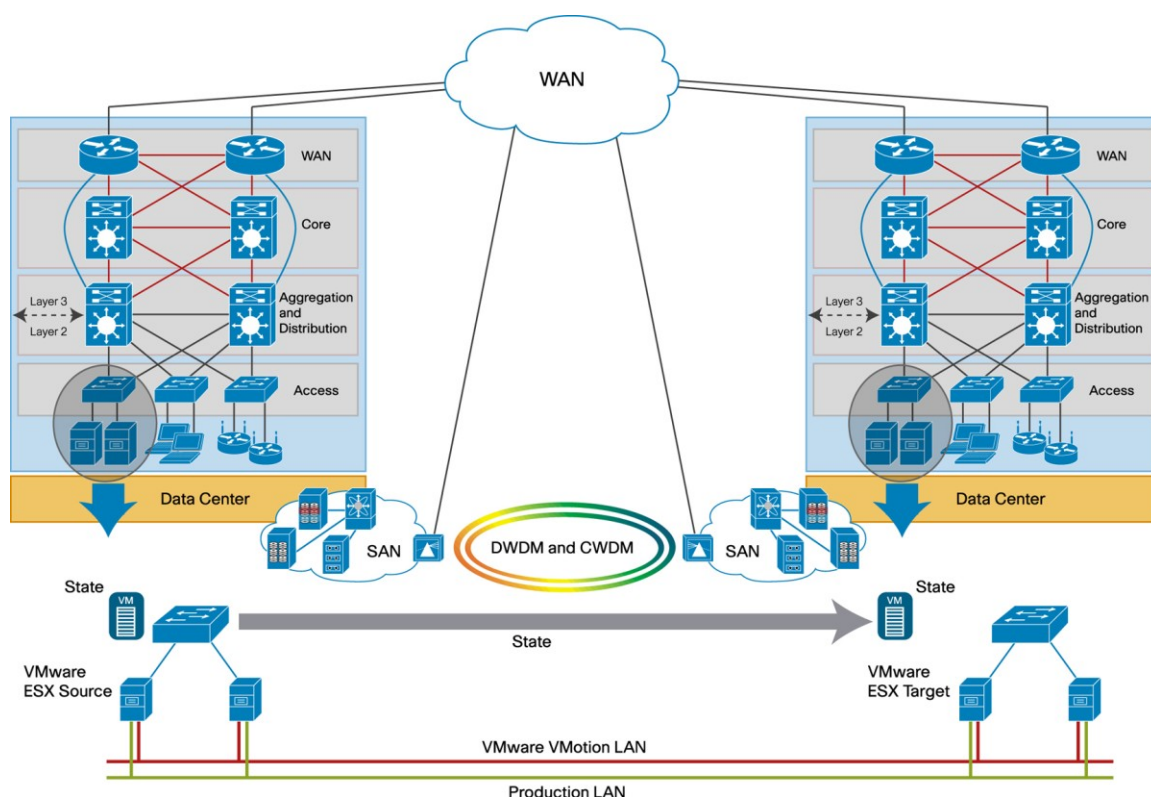 WAN
WAN
Core
Layer 3
Layer 2
Aggregation
and
Distribution
Access
Data Center
WAN
Core
Layer 3
Layer 2
Aggregation
and
Distribution
Access
Data Center
SAN
DWDM and CWDM
SAN
State
VM
State
VM
State
VMware
ESX Source
VMware
ESX Target
VMware VMotion LAN
Production LAN